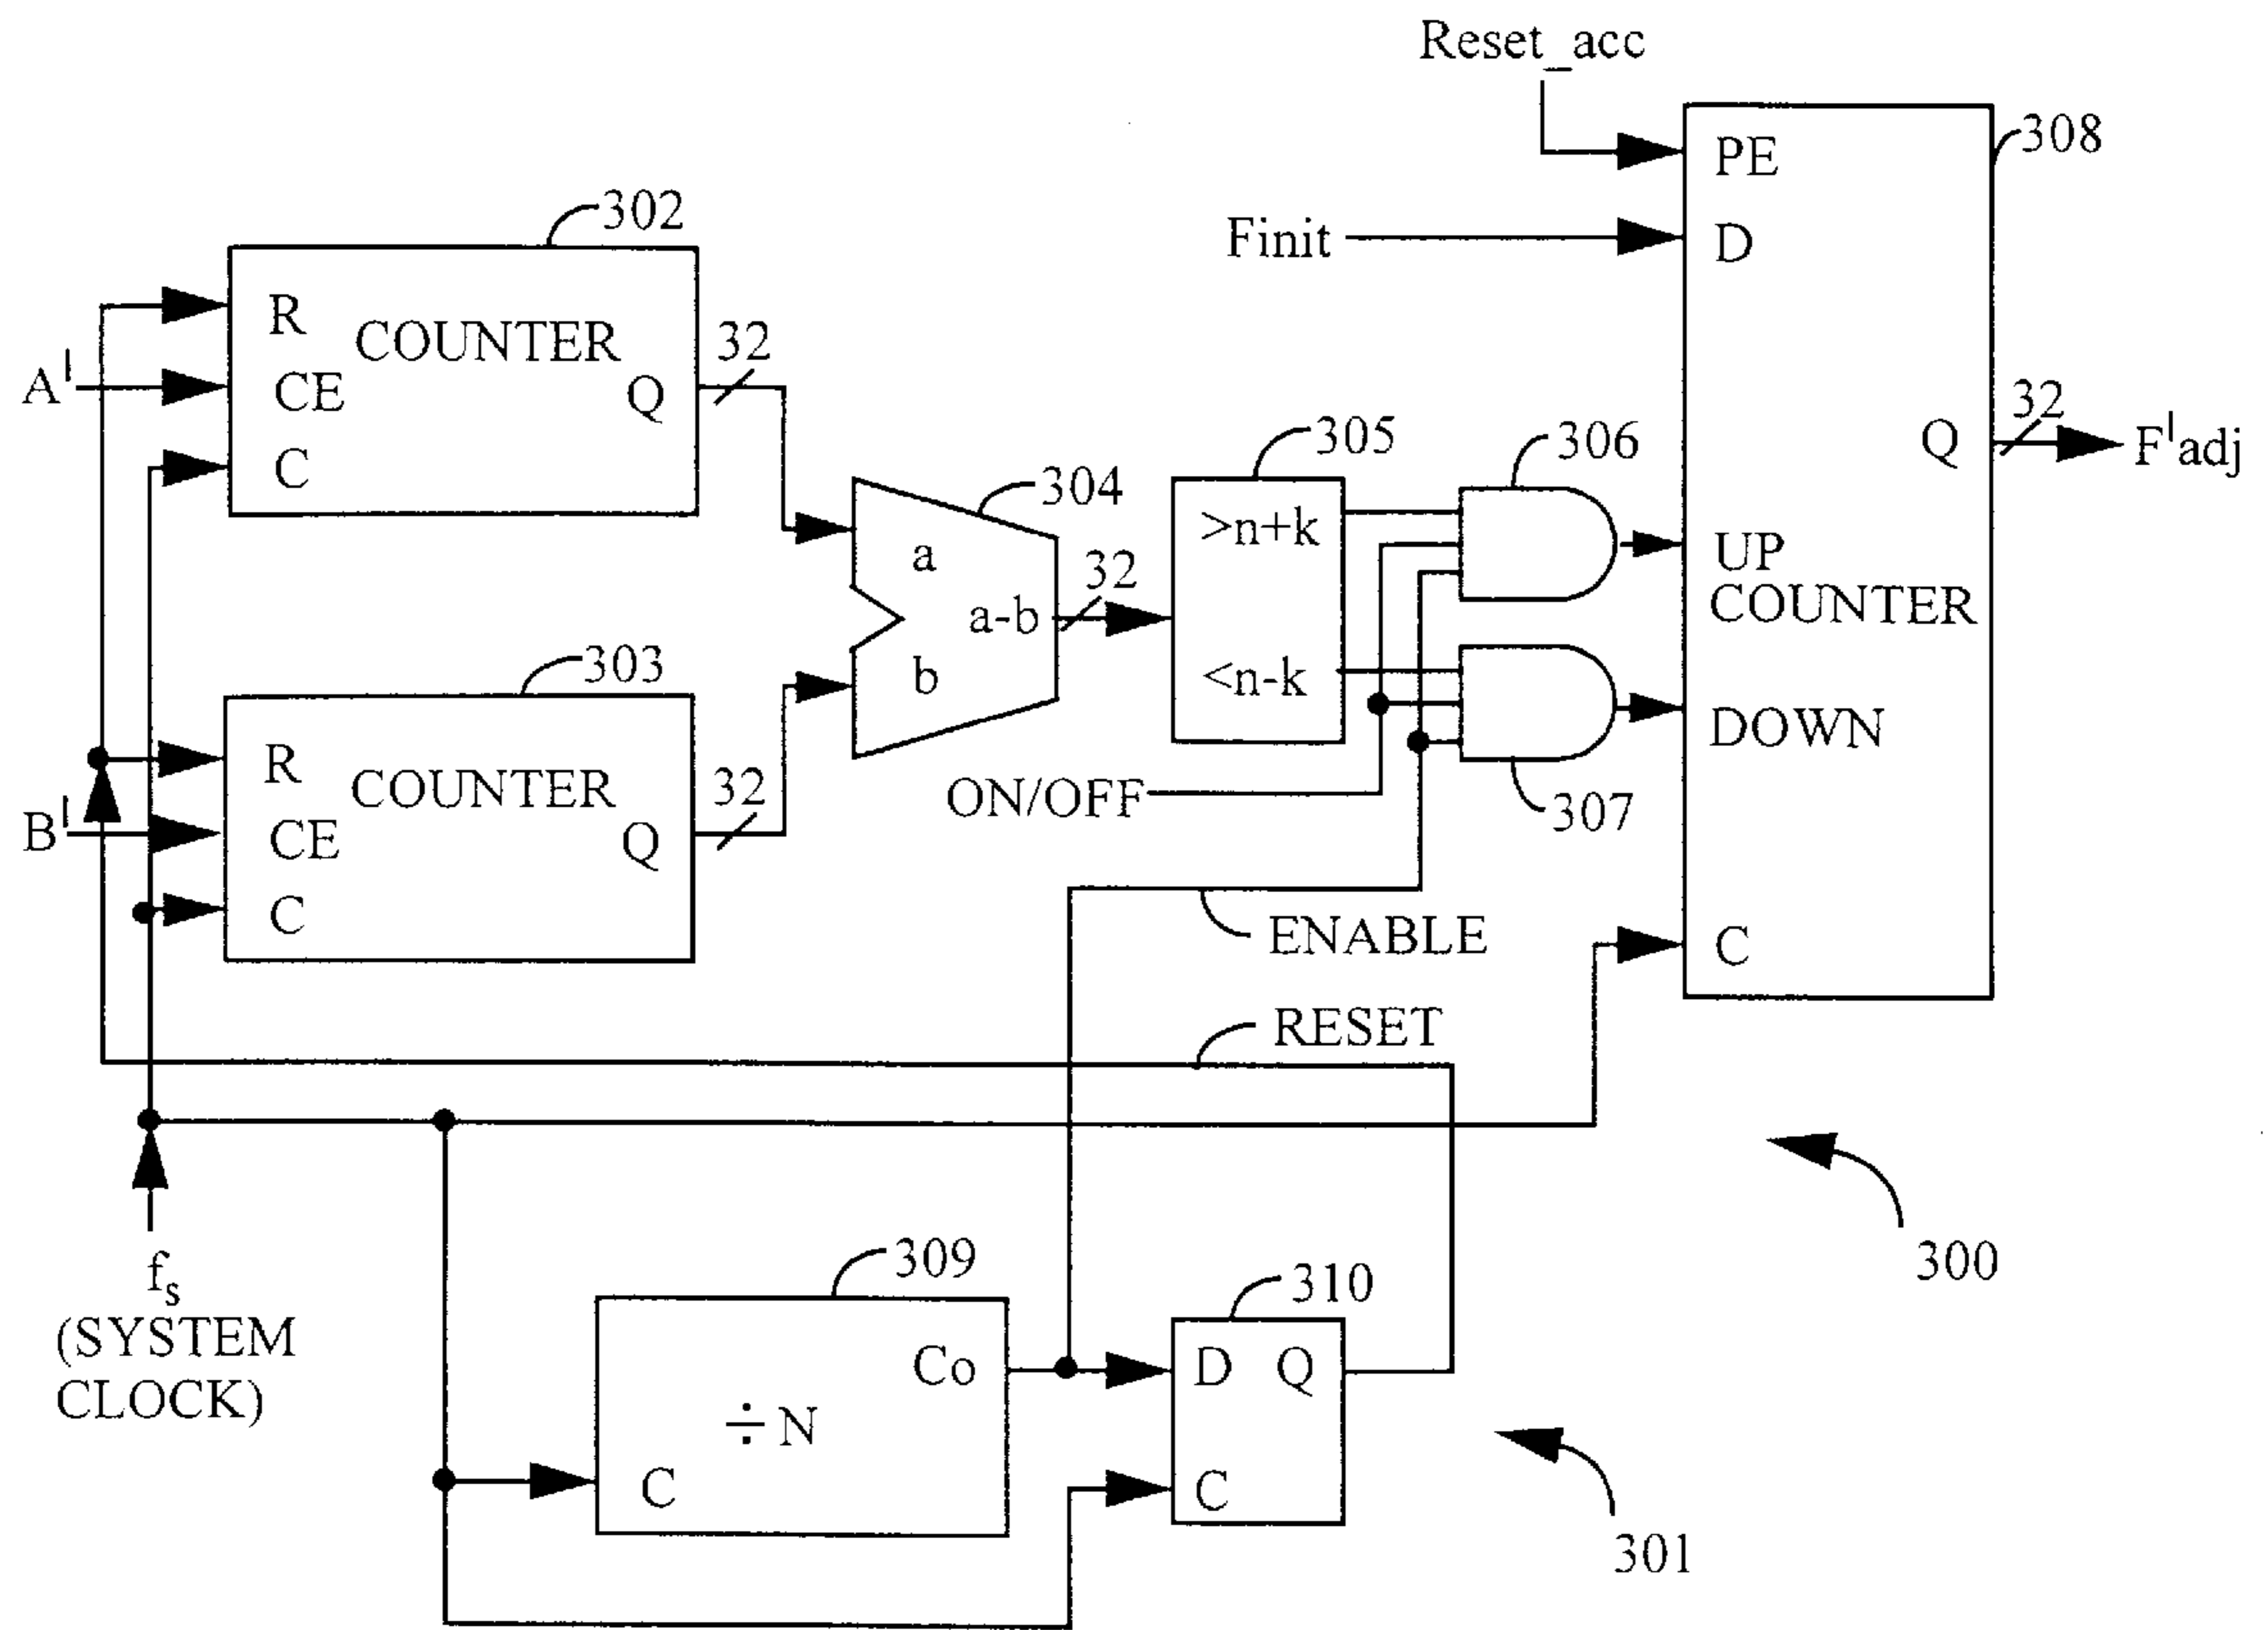 Reset_acc
308
PE
Finit
D
302
R
COUNTER
32
A'
CE
Q
C
305
306
32
Q
F'adj
304
>n+k
a
UP
COUNTER
32
a-b
303
<n-k
b
DOWN
R
COUNTER
32
ON/OFF
307
B'
CE
Q
C
ENABLE
C
RESET
309
310
300
fs
(SYSTEM
CLOCK)
Co
D Q
÷N
C
C
301